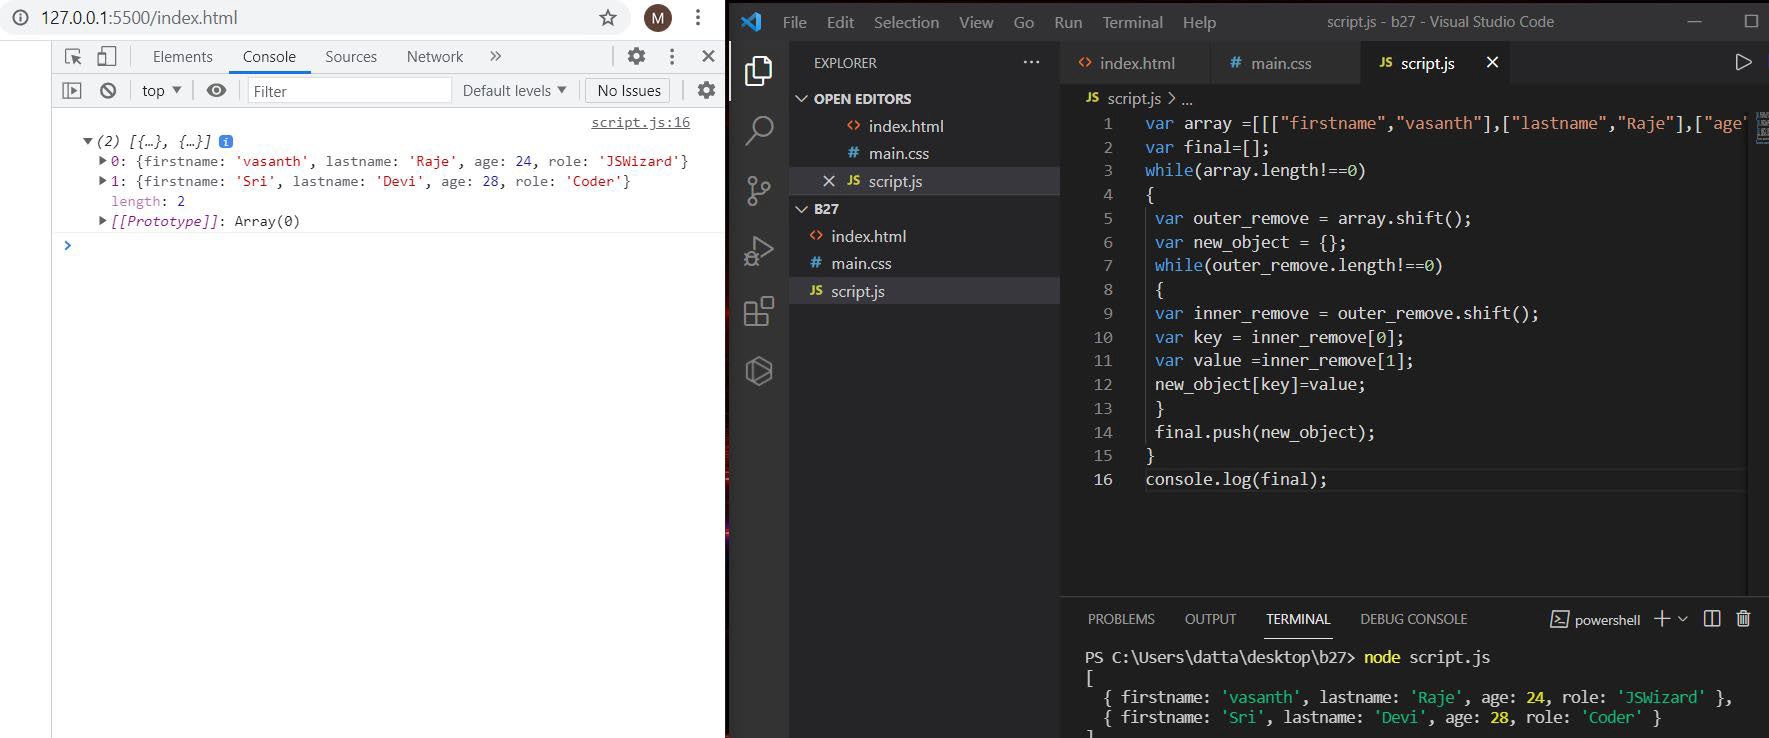 127.0.0.1:5500/index.html
M
Elements Console Sources Network
top Filter Default levels No Issues
script.js:16
(2) [{…}, {…}] i
0: {firstname: 'vasanth', lastname: 'Raje', age: 24, role: 'JSWizard'}
1: {firstname: 'Sri', lastname: 'Devi', age: 28, role: 'Coder'}
length: 2
[[Prototype]]: Array(0)
File Edit Selection View Go Run Terminal Help script.js - b27 - Visual Studio Code
EXPLORER
OPEN EDITORS
index.html
# main.css
JS script.js
B27
index.html
# main.css
JS script.js
index.html # main.css JS script.js
JS script.js > ...
1 var array =[[["firstname","vasanth"],["lastname","Raje"],["age"
2 var final=[];
3 while(array.length!==0)
4 {
5 var outer_remove = array.shift();
6 var new_object = {};
7 while(outer_remove.length!==0)
8 {
9 var inner_remove = outer_remove.shift();
10 var key = inner_remove[0];
11 var value =inner_remove[1];
12 new_object[key]=value;
13 }
14 final.push(new_object);
15 }
16 console.log(final);
PROBLEMS OUTPUT TERMINAL DEBUG CONSOLE powershell
PS C:\Users\datta\desktop\b27> node script.js
[
{ firstname: 'vasanth', lastname: 'Raje', age: 24, role: 'JSWizard' },
{ firstname: 'Sri', lastname: 'Devi', age: 28, role: 'Coder' }
]